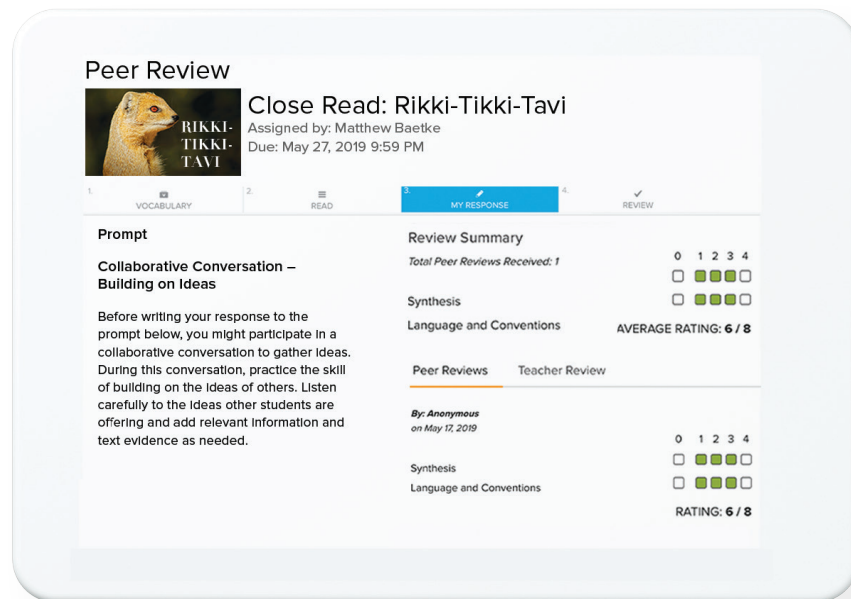 Peer Review
RIKKI-
TIKKI-
TAVI
Close Read: Rikki-Tikki-Tavi
Assigned by: Matthew Baetke
Due: May 27, 2019 9:59 PM
1.
VOCABULARY
2.
READ
3.
MY RESPONSE
4.
REVIEW
Prompt
Collaborative Conversation –
Building on Ideas
Before writing your response to the
prompt below, you might participate in a
collaborative conversation to gather ideas.
During this conversation, practice the skill
of building on the ideas of others. Listen
carefully to the ideas other students are
offering and add relevant information and
text evidence as needed.
Review Summary
Total Peer Reviews Received: 1
0 1 2 3 4
Synthesis
Language and Conventions
AVERAGE RATING: 6 / 8
Peer Reviews
Teacher Review
By: Anonymous
on May 17, 2019
0 1 2 3 4
Synthesis
Language and Conventions
RATING: 6 / 8